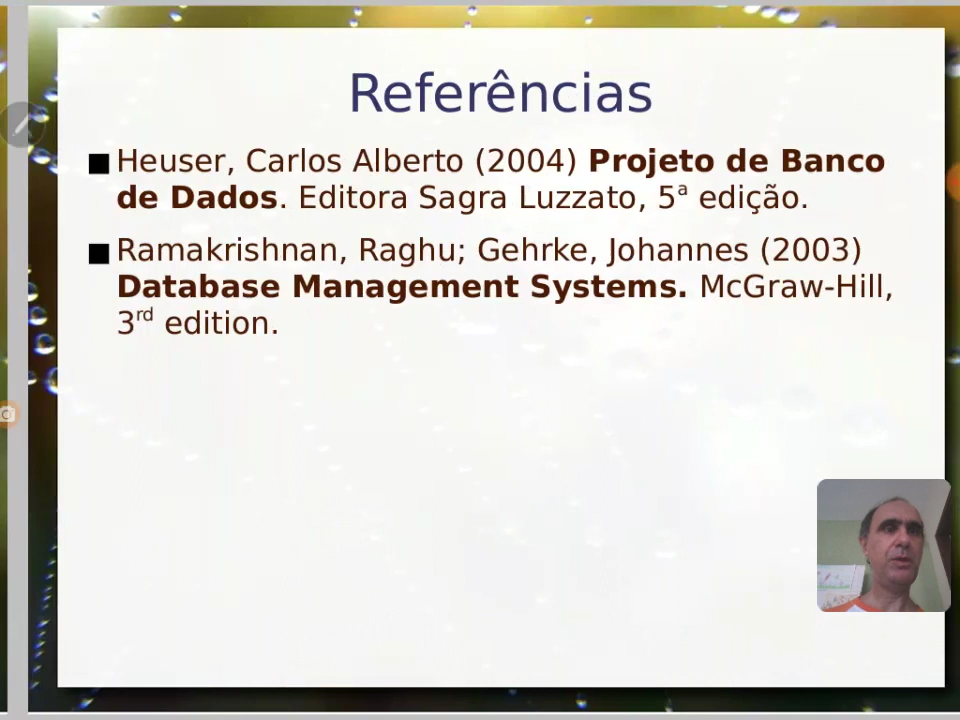 Referências
Heuser, Carlos Alberto (2004) Projeto de Banco
de Dados. Editora Sagra Luzzato, 5ª edição.
Ramakrishnan, Raghu; Gehrke, Johannes (2003)
Database Management Systems. McGraw-Hill,
3rd edition.